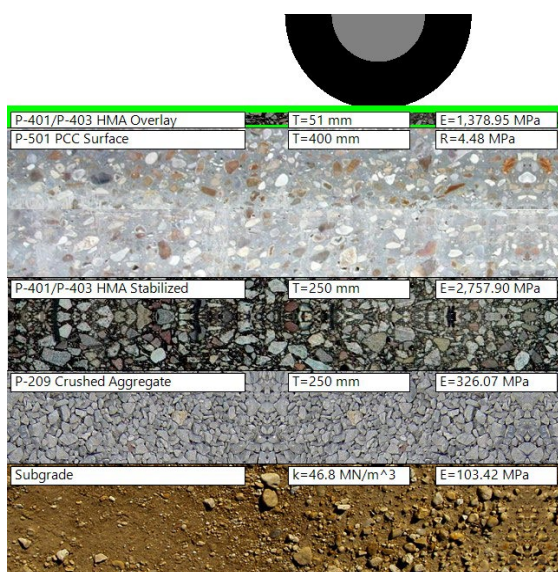 P-401/P-403 HMA Overlay T=51 mm E=1,378.95 MPa
P-501 PCC Surface T=400 mm R=4.48 MPa
P-401/P-403 HMA Stabilized T=250 mm E=2,757.90 MPa
P-209 Crushed Aggregate T=250 mm E=326.07 MPa
Subgrade k=46.8 MN/m^3 E=103.42 MPa